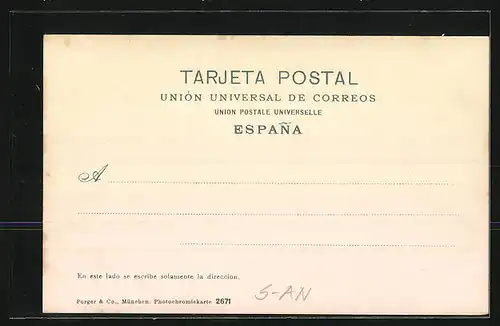 TARJETA POSTAL
UNIÓN UNIVERSAL DE CORREOS
UNION POSTALE UNIVERSELLE
ESPAÑA
A
En este lado se escribe solamente la dirección.
Purger & Co., München. Photochromiekarte 2671
S-AN